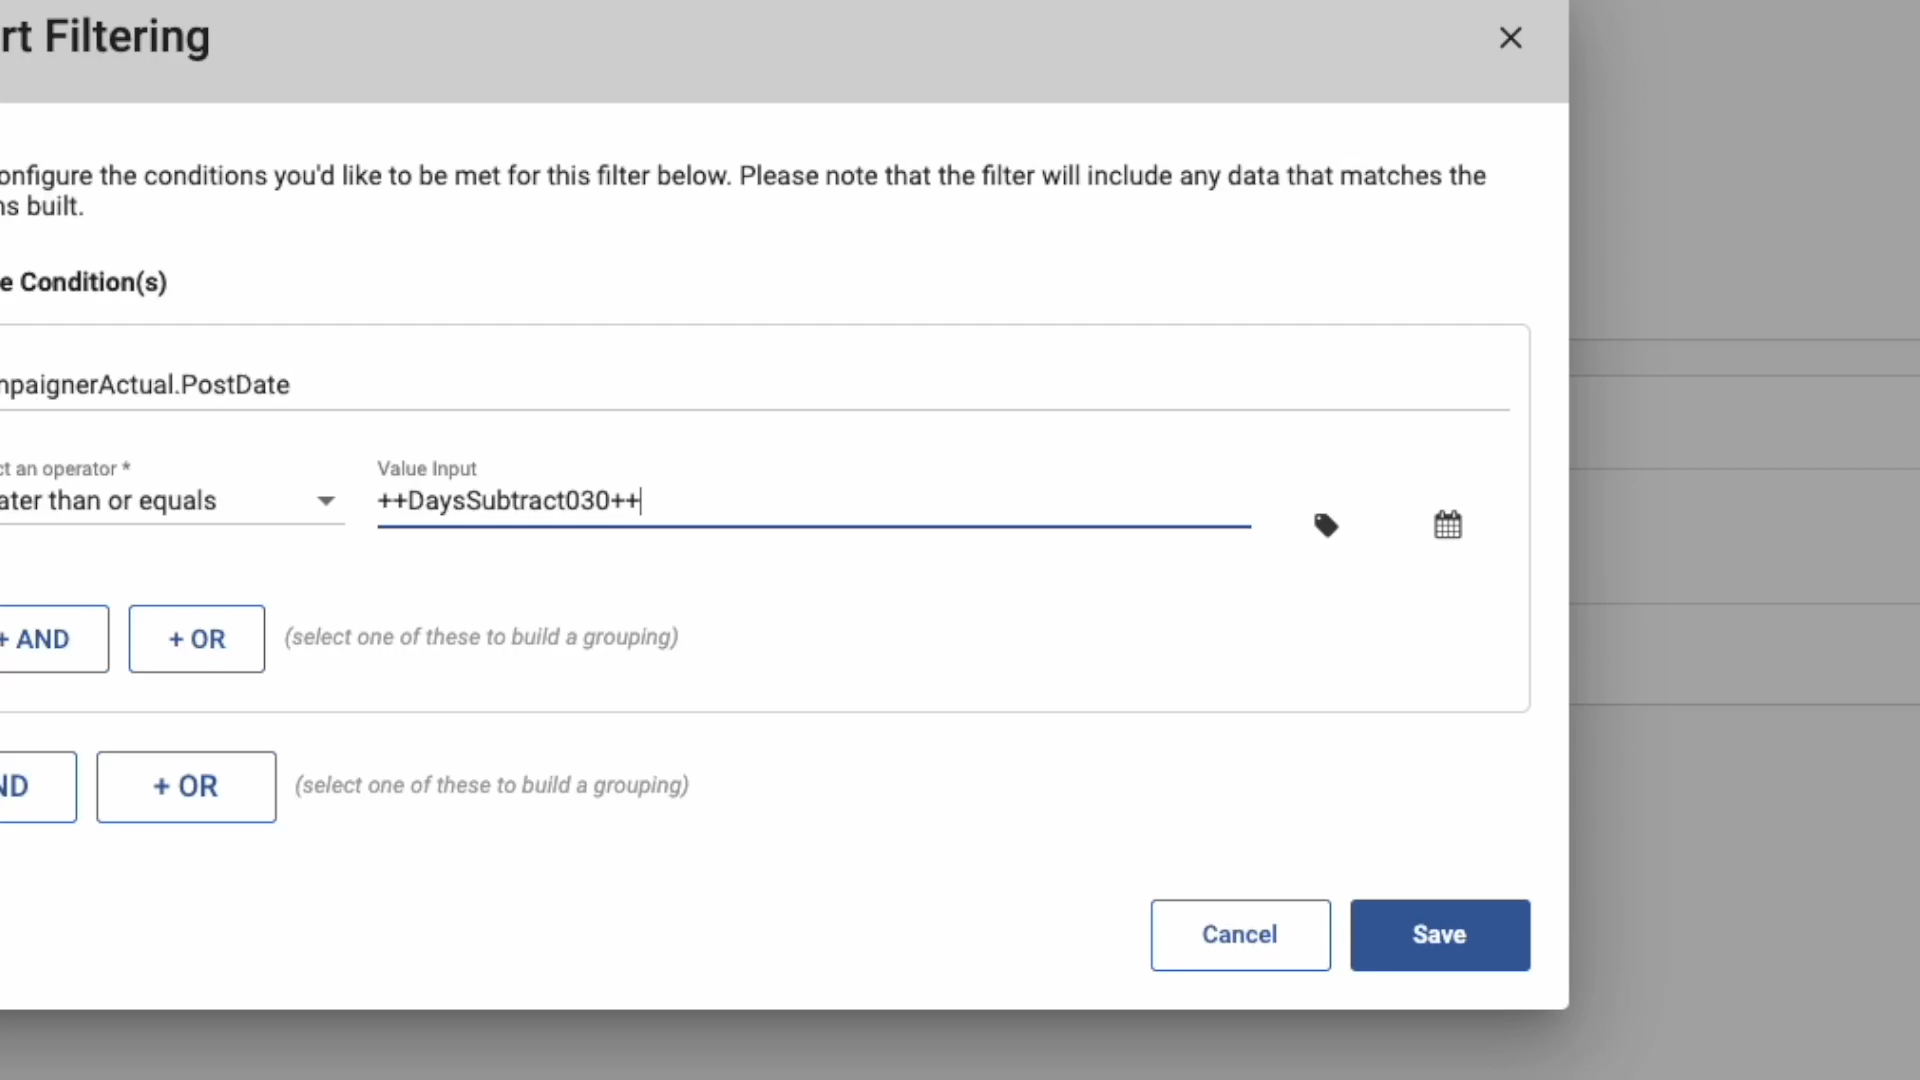 rt Filtering
onfigure the conditions you'd like to be met for this filter below. Please note that the filter will include any data that matches the
ns built.
e Condition(s)
npaignerActual.PostDate
ct an operator *
Value Input
ater than or equals
++DaysSubtract030++
+ AND
+ OR
(select one of these to build a grouping)
ND
+ OR
(select one of these to build a grouping)
Cancel
Save